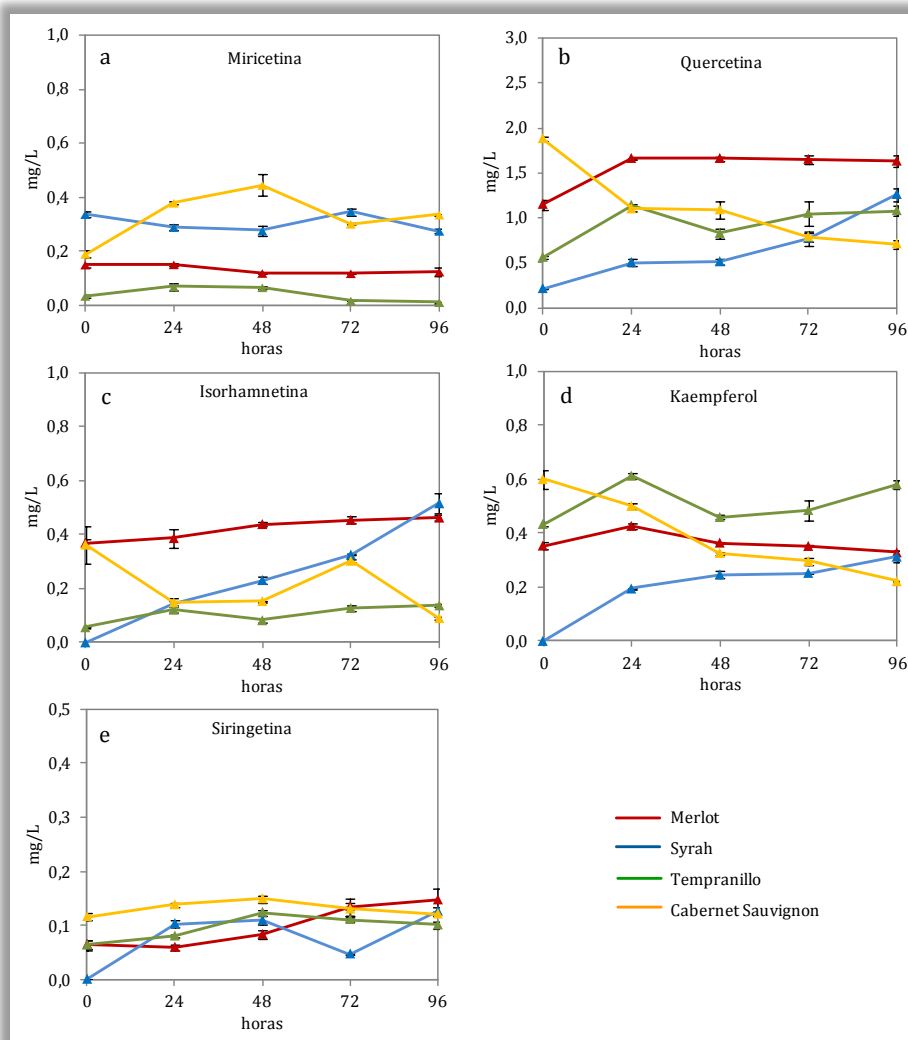 a
Miricetina
1,0
0,8
0,6
0,4
0,2
0,0
mg/L
0 24 48 72 96
horas
b
Quercetina
3,0
2,5
2,0
1,5
1,0
0,5
0,0
mg/L
0 24 48 72 96
horas
c
Isorhamnetina
1,0
0,8
0,6
0,4
0,2
0,0
mg/L
0 24 48 72 96
horas
d
Kaempferol
1,0
0,8
0,6
0,4
0,2
0,0
mg/L
0 24 48 72 96
horas
e
Siringetina
0,5
0,4
0,3
0,2
0,1
0,0
mg/L
0 24 48 72 96
horas
Merlot
Syrah
Tempranillo
Cabernet Sauvignon